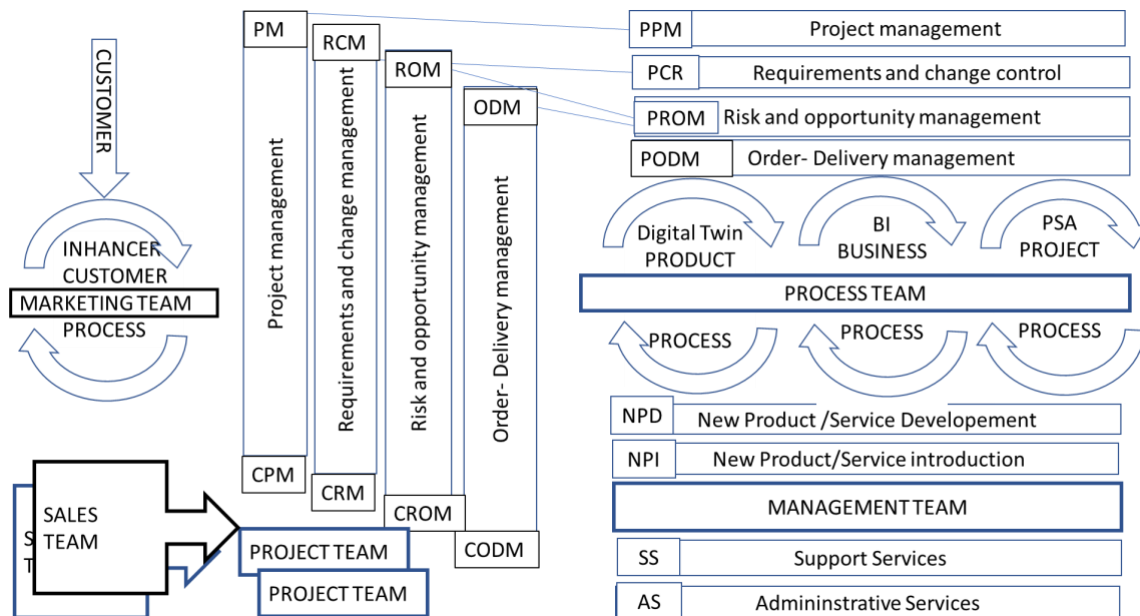 CUSTOMER
INHANCER
CUSTOMER
MARKETING TEAM
PROCESS
SALES
TEAM
S
T
PM
Project management
CPM
RCM
Requirements and change management
CRM
ROM
Risk and opportunity management
CROM
ODM
Order- Delivery management
CODM
PROJECT TEAM
PROJECT TEAM
PPM Project management
PCR Requirements and change control
PROM Risk and opportunity management
PODM Order- Delivery management
Digital Twin
PRODUCT
BI
BUSINESS
PSA
PROJECT
PROCESS TEAM
PROCESS
PROCESS
PROCESS
NPD New Product /Service Developement
NPI New Product/Service introduction
MANAGEMENT TEAM
SS Support Services
AS Admininstrative Services